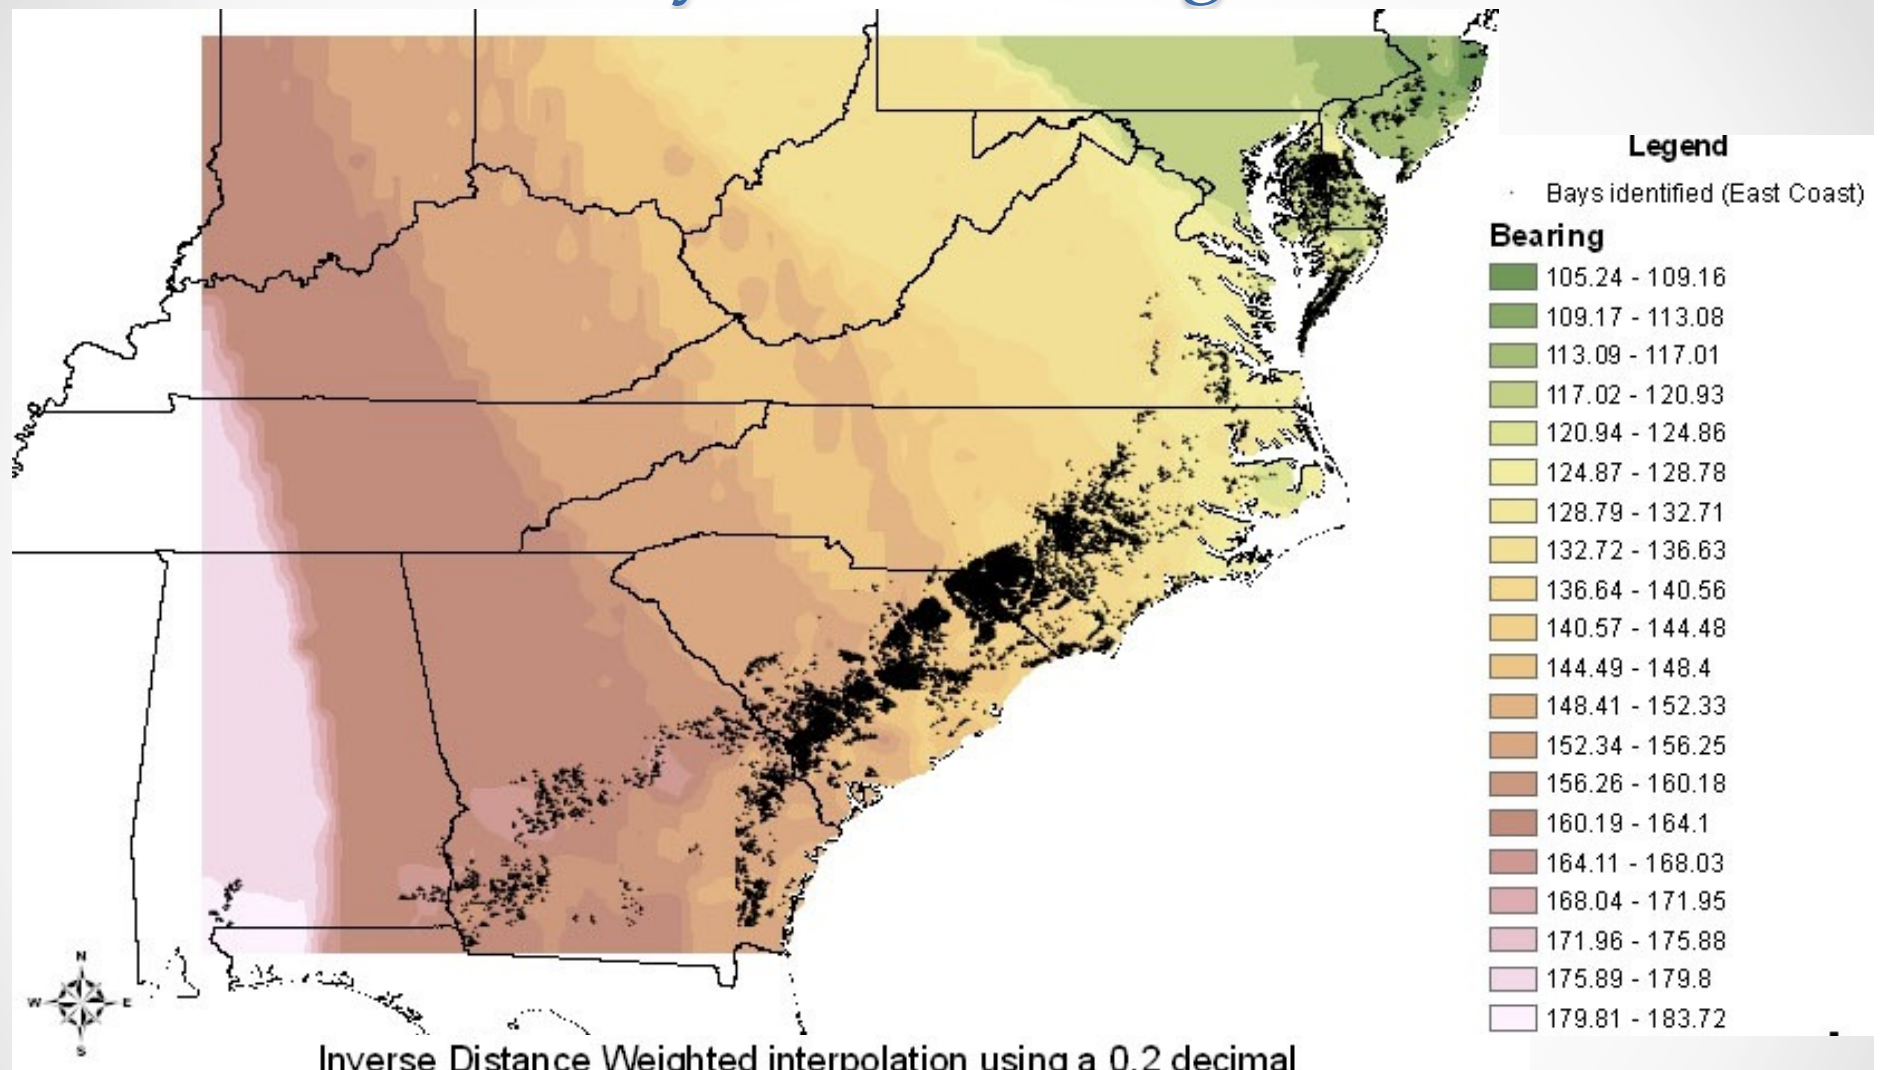 Legend
Bays identified (East Coast)
Bearing
105.24 - 109.16
109.17 - 113.08
113.09 - 117.01
117.02 - 120.93
120.94 - 124.86
124.87 - 128.78
128.79 - 132.71
132.72 - 136.63
136.64 - 140.56
140.57 - 144.48
144.49 - 148.4
148.41 - 152.33
152.34 - 156.25
156.26 - 160.18
160.19 - 164.1
164.11 - 168.03
168.04 - 171.95
171.96 - 175.88
175.89 - 179.8
179.81 - 183.72
N
W E
S
Inverse Distance Weighted interpolation using a 0.2 decimal